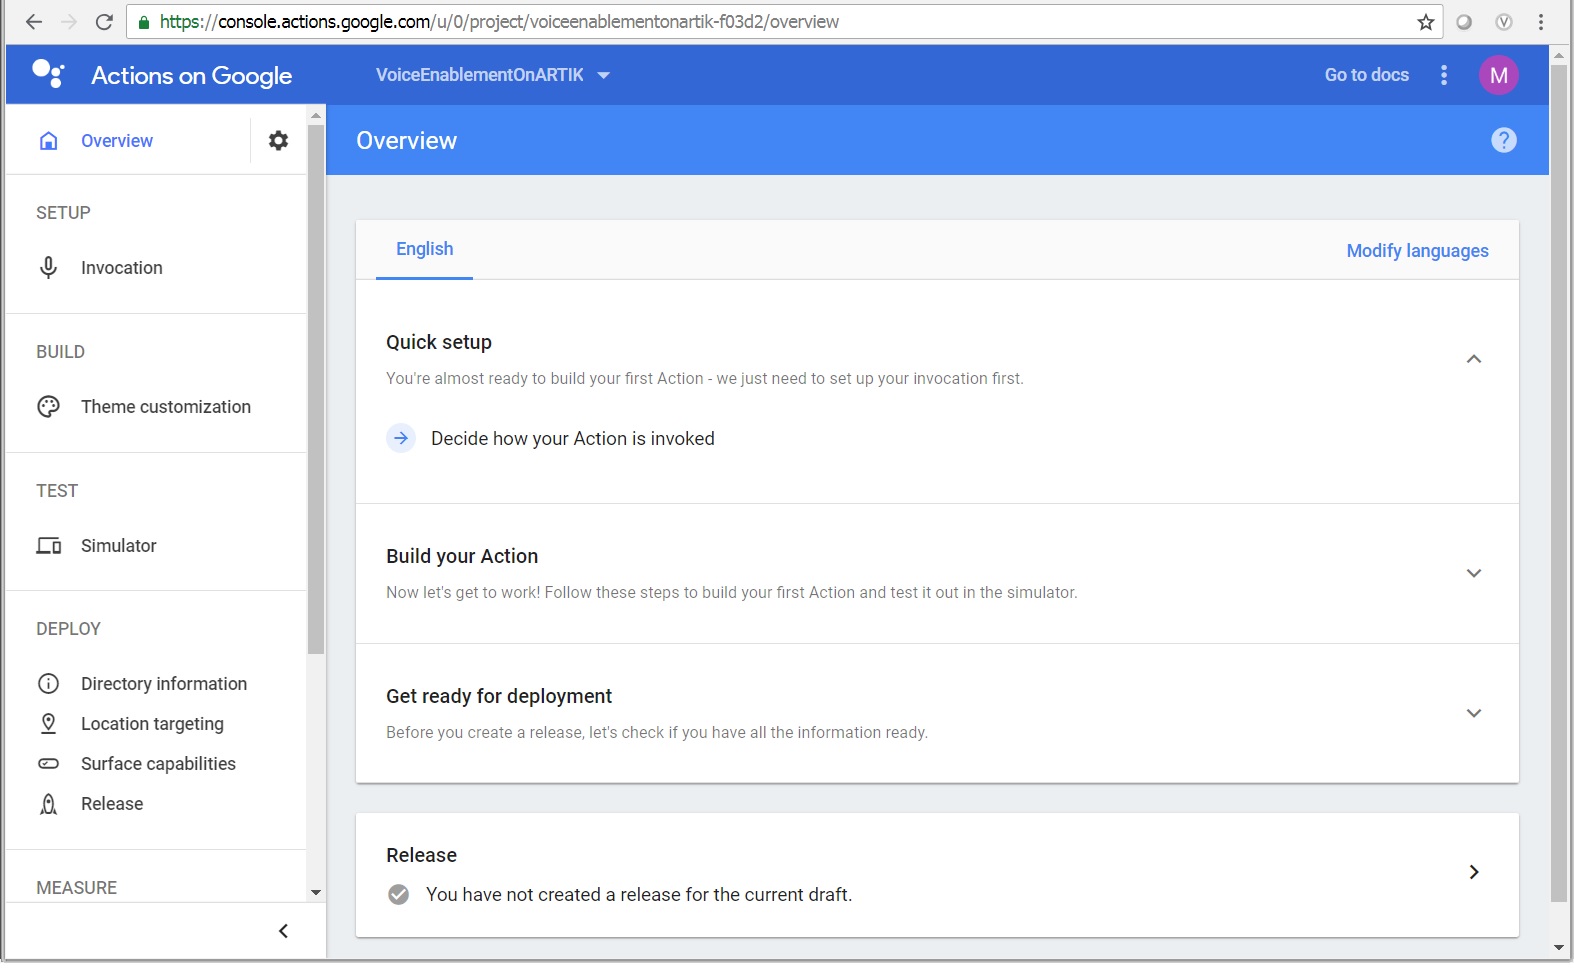 https://console.actions.google.com/u/0/project/voiceenablementonartik-f03d2/overview
Actions on Google
VoiceEnablementOnARTIK
Go to docs
M
Overview
Overview
?
SETUP
Invocation
BUILD
Theme customization
TEST
Simulator
DEPLOY
Directory information
Location targeting
Surface capabilities
Release
MEASURE
English
Modify languages
Quick setup
You're almost ready to build your first Action - we just need to set up your invocation first.
Decide how your Action is invoked
Build your Action
Now let's get to work! Follow these steps to build your first Action and test it out in the simulator.
Get ready for deployment
Before you create a release, let's check if you have all the information ready.
Release
You have not created a release for the current draft.